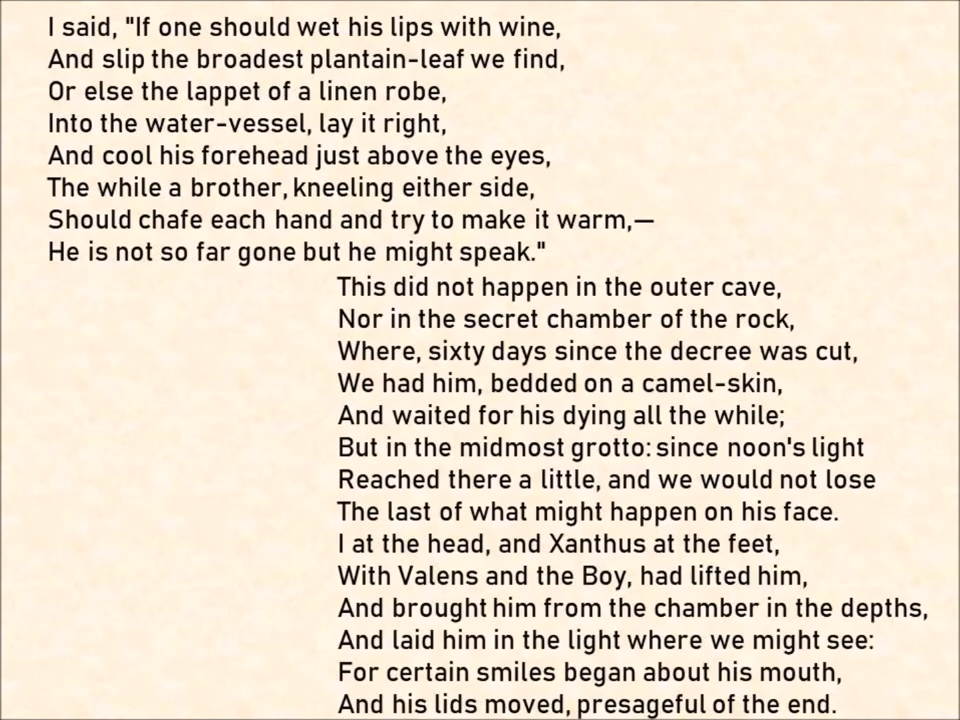 I said, "If one should wet his lips with wine,
And slip the broadest plantain-leaf we find,
Or else the lappet of a linen robe,
Into the water-vessel, lay it right,
And cool his forehead just above the eyes,
The while a brother, kneeling either side,
Should chafe each hand and try to make it warm,—
He is not so far gone but he might speak."
This did not happen in the outer cave,
Nor in the secret chamber of the rock,
Where, sixty days since the decree was cut,
We had him, bedded on a camel-skin,
And waited for his dying all the while;
But in the midmost grotto: since noon's light
Reached there a little, and we would not lose
The last of what might happen on his face.
I at the head, and Xanthus at the feet,
With Valens and the Boy, had lifted him,
And brought him from the chamber in the depths,
And laid him in the light where we might see:
For certain smiles began about his mouth,
And his lids moved, presageful of the end.